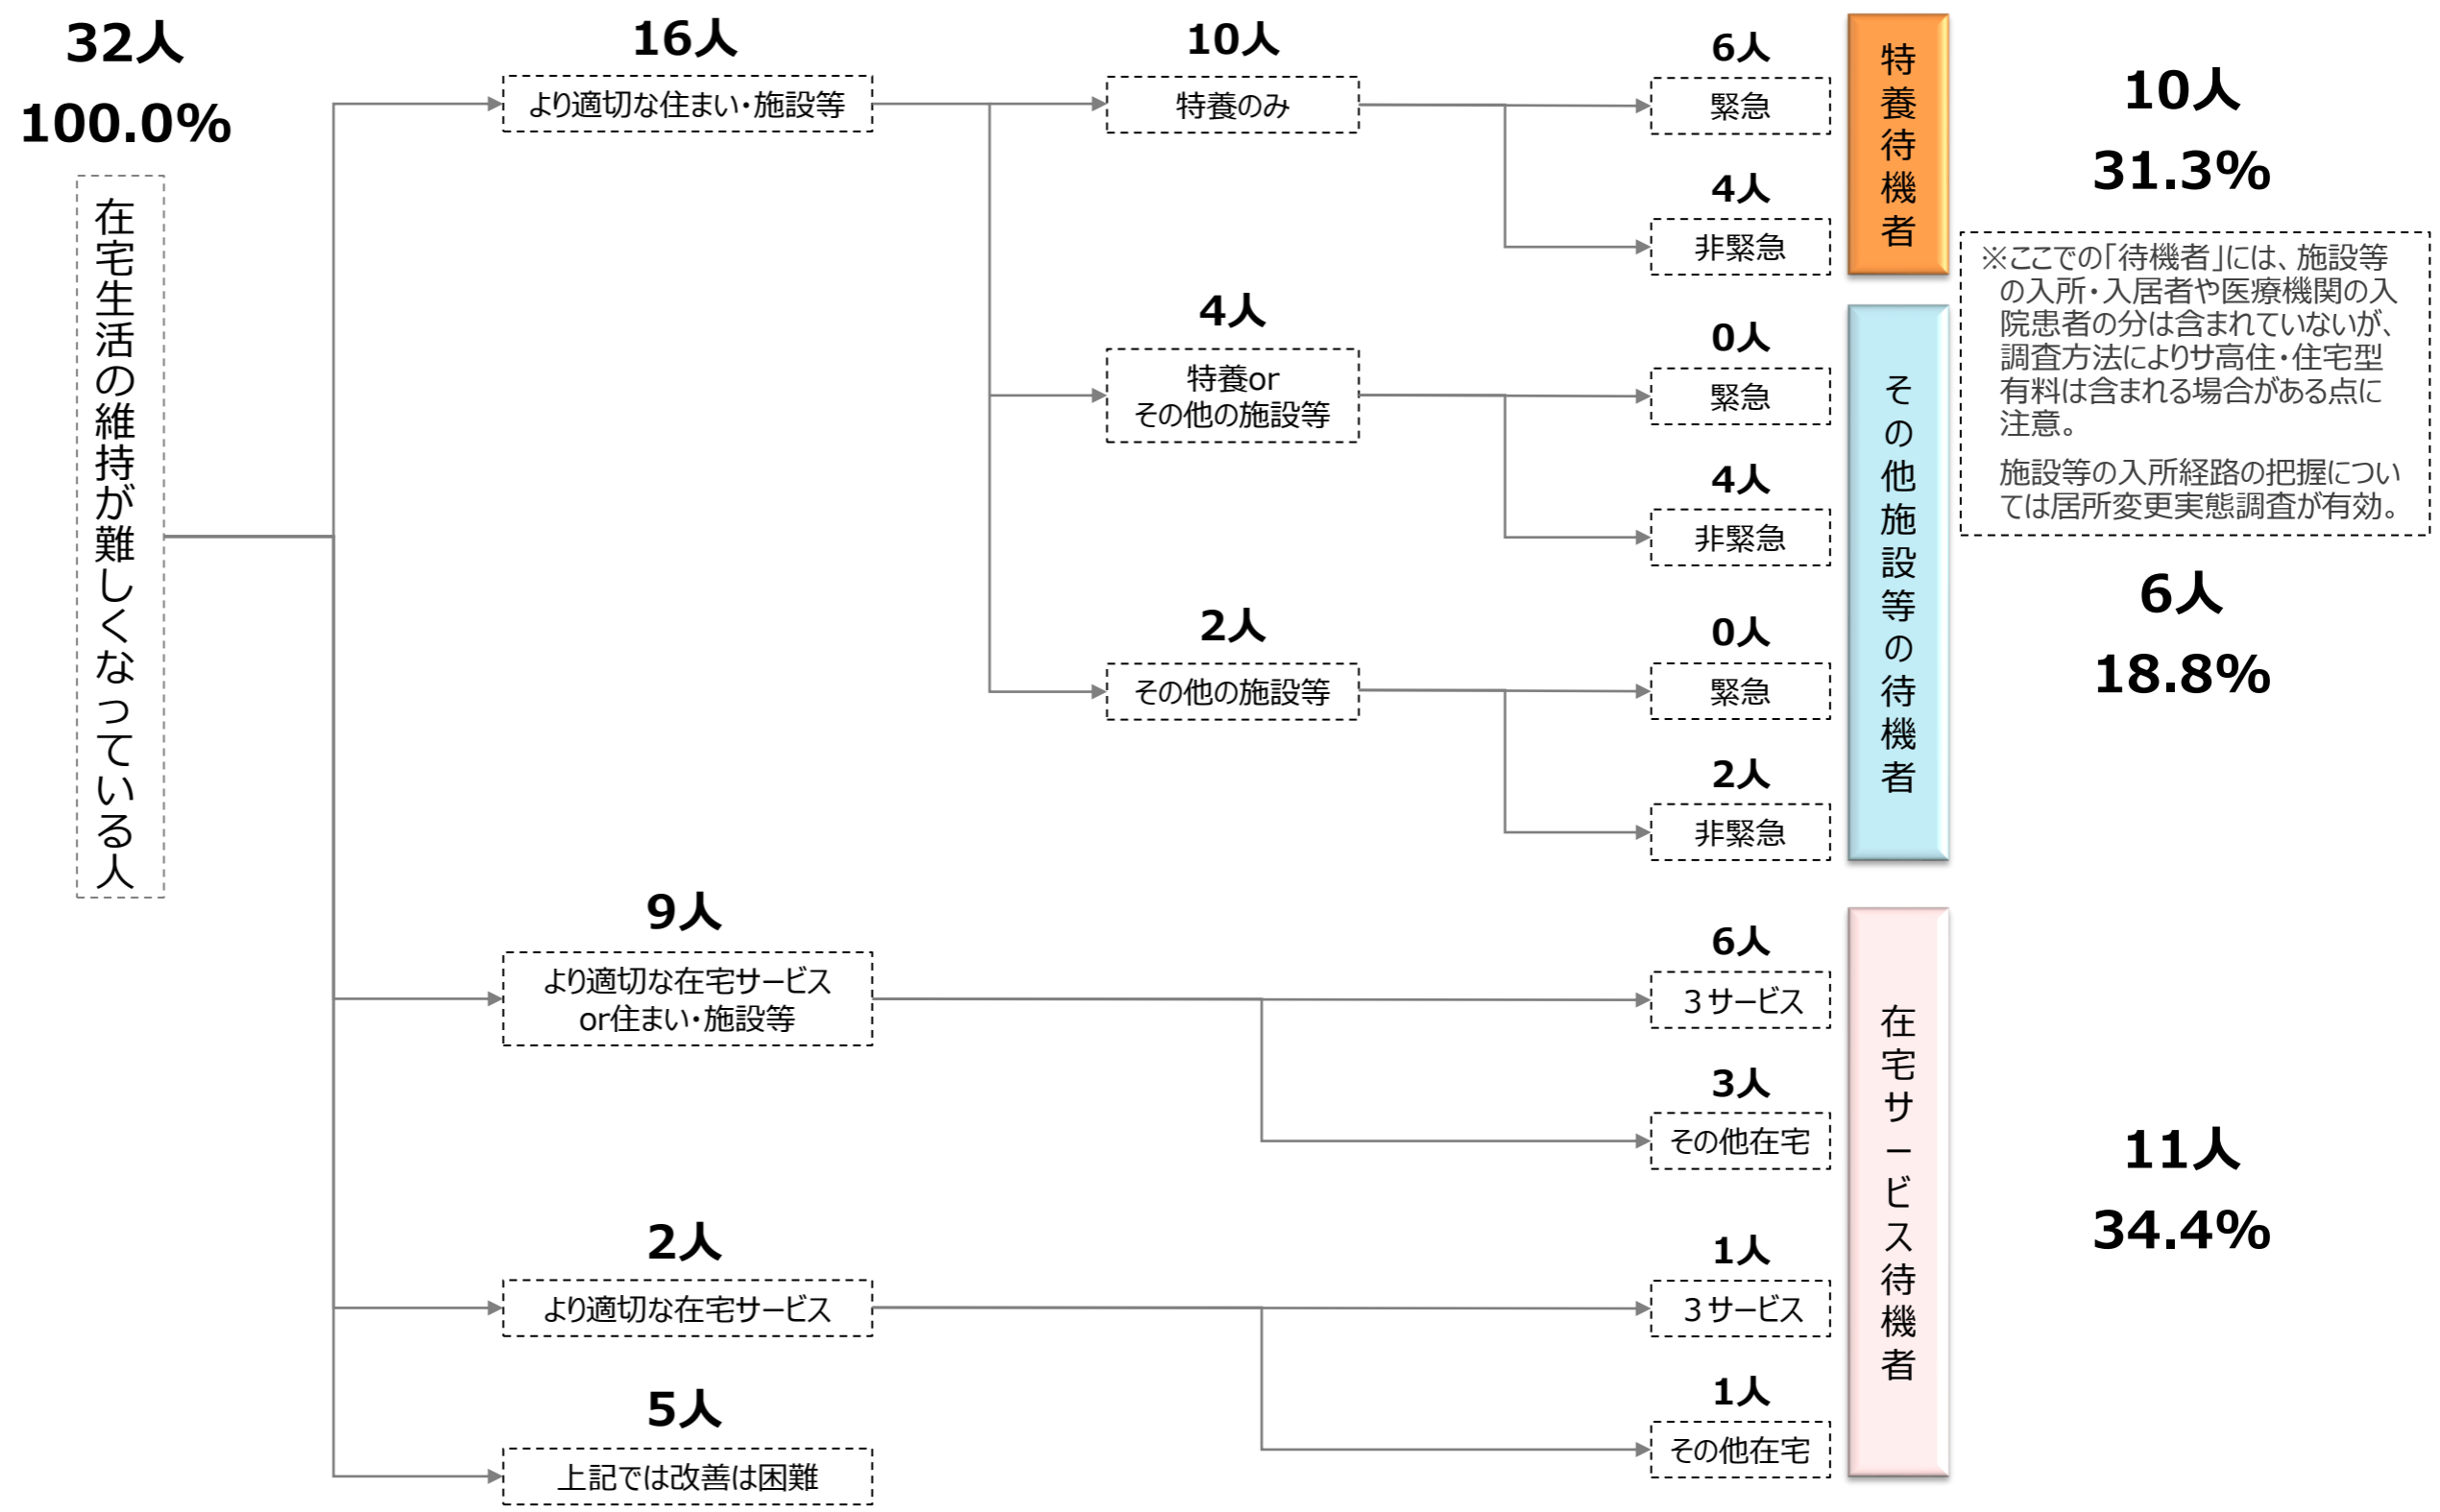 32人
100.0%
在宅生活の維持が難しくなっている人
16人
より適切な住まい・施設等
10人
特養のみ
6人
緊急
4人
非緊急
4人
特養or
その他の施設等
0人
緊急
4人
非緊急
2人
その他の施設等
0人
緊急
2人
非緊急
9人
より適切な在宅サービス
or住まい・施設等
6人
３サービス
3人
その他在宅
2人
より適切な在宅サービス
1人
３サービス
1人
その他在宅
5人
上記では改善は困難
特養待機者
10人
31.3%
※ここでの「待機者」には、施設等
の入所・入居者や医療機関の入
院患者の分は含まれていないが、
調査方法によりサ高住・住宅型
有料は含まれる場合がある点に
注意。
施設等の入所経路の把握につい
ては居所変更実態調査が有効。
その他施設等の待機者
6人
18.8%
在宅サービス待機者
11人
34.4%